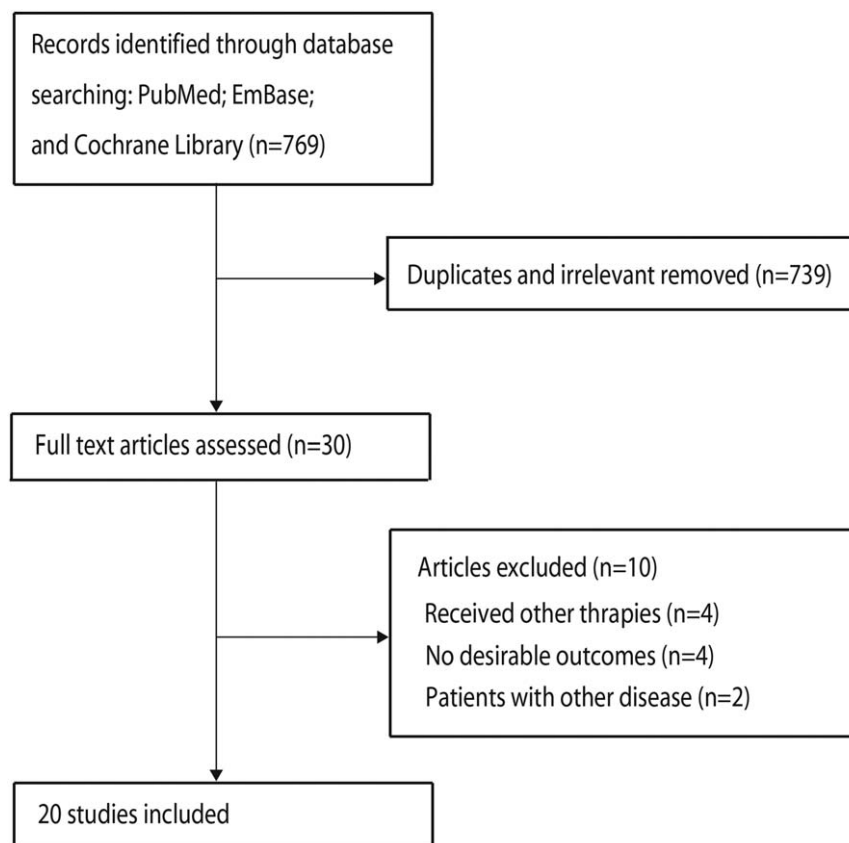 Records identified through database
searching: PubMed; EmBase;
and Cochrane Library (n=769)
Duplicates and irrelevant removed (n=739)
Full text articles assessed (n=30)
Articles excluded (n=10)
Received other thrapies (n=4)
No desirable outcomes (n=4)
Patients with other disease (n=2)
20 studies included